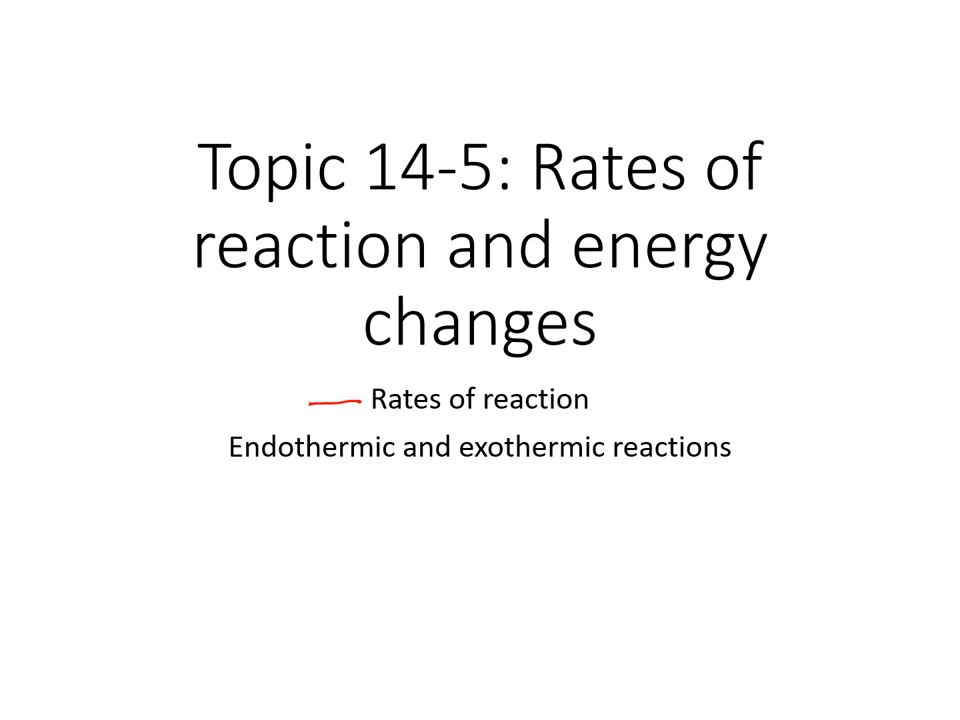 Topic 14-5: Rates of
reaction and energy
changes
Rates of reaction
Endothermic and exothermic reactions